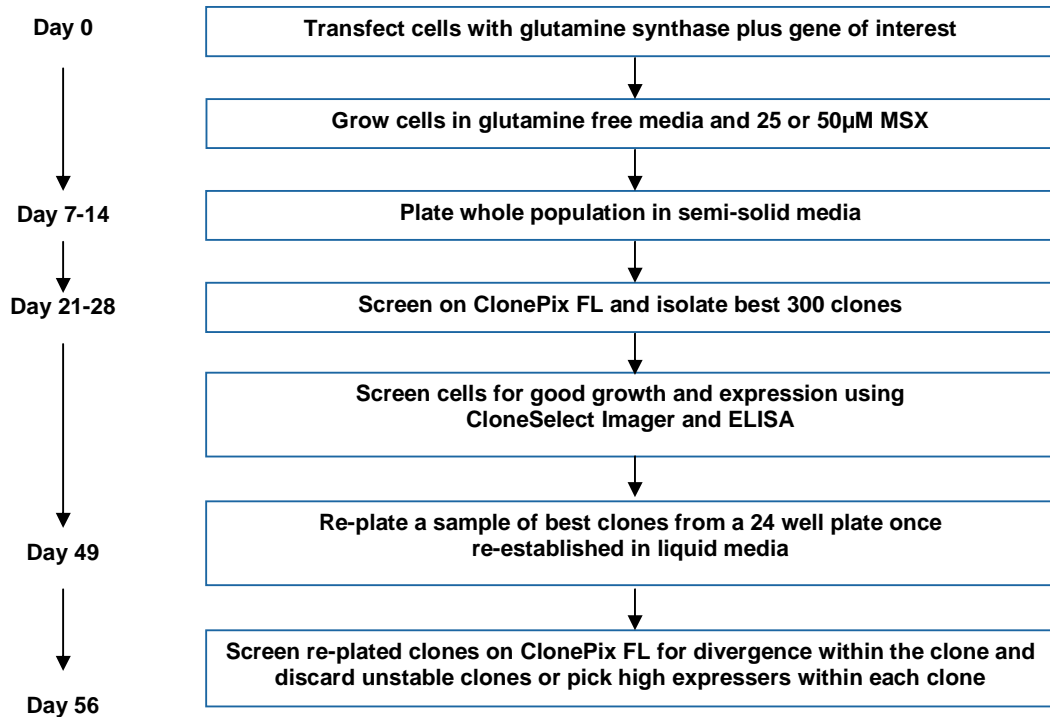 Day 0
Transfect cells with glutamine synthase plus gene of interest
Grow cells in glutamine free media and 25 or 50µM MSX
Day 7-14
Plate whole population in semi-solid media
Day 21-28
Screen on ClonePix FL and isolate best 300 clones
Screen cells for good growth and expression using
CloneSelect Imager and ELISA
Day 49
Re-plate a sample of best clones from a 24 well plate once
re-established in liquid media
Screen re-plated clones on ClonePix FL for divergence within the clone and
discard unstable clones or pick high expressers within each clone
Day 56